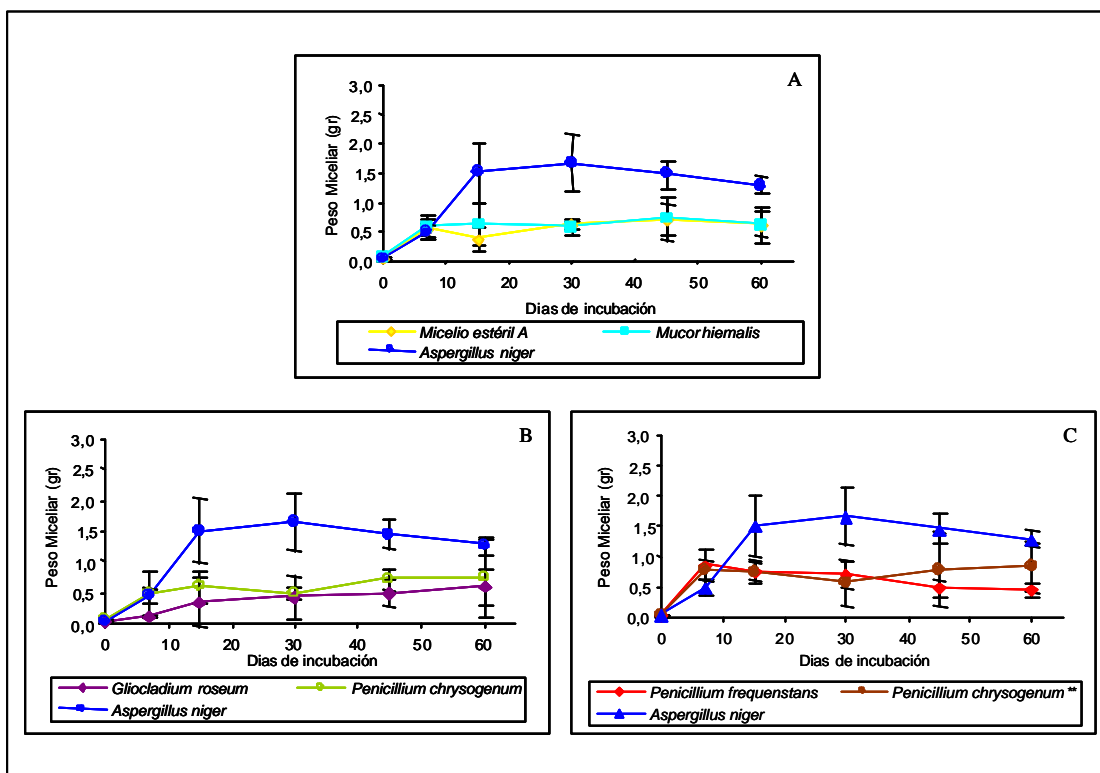 A
Peso Miceliar (gr)
3,0
2,5
2,0
1,5
1,0
0,5
0,0
0 10 20 30 40 50 60
Dias de incubación
Micelio estéril A Mucor hiemalis
Aspergillus niger
B
Peso Miceliar (gr)
3,0
2,5
2,0
1,5
1,0
0,5
0,0
0 10 20 30 40 50 60
Dias de incubación
Gliocladium roseum Penicillium chrysogenum
Aspergillus niger
C
Peso Miceliar (gr)
3,0
2,5
2,0
1,5
1,0
0,5
0,0
0 10 20 30 40 50 60
Dias de incubación
Penicillium frequenstans Penicillium chrysogenum **
Aspergillus niger